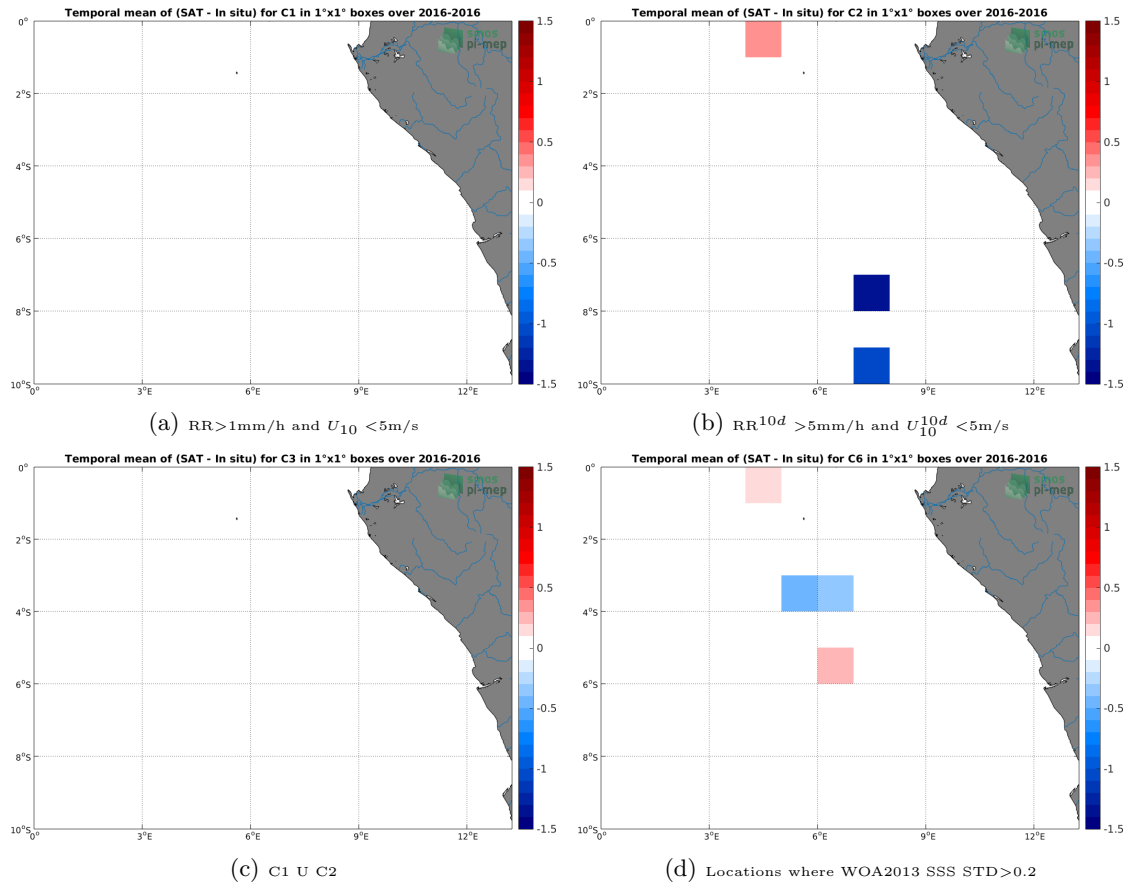 Temporal mean of (SAT - In situ) for C1 in 1°x1° boxes over 2016-2016
0°
2°S
4°S
6°S
8°S
10°S
0°
3°E
6°E
9°E
12°E
1.5
1
0.5
0
-0.5
-1
-1.5
smos
pi-mep
(a) RR>1mm/h and U10 <5m/s
Temporal mean of (SAT - In situ) for C2 in 1°x1° boxes over 2016-2016
0°
2°S
4°S
6°S
8°S
10°S
0°
3°E
6°E
9°E
12°E
1.5
1
0.5
0
-0.5
-1
-1.5
smos
pi-mep
(b) RR10d >5mm/h and U10 10d <5m/s
Temporal mean of (SAT - In situ) for C3 in 1°x1° boxes over 2016-2016
0°
2°S
4°S
6°S
8°S
10°S
0°
3°E
6°E
9°E
12°E
1.5
1
0.5
0
-0.5
-1
-1.5
smos
pi-mep
(c) C1 U C2
Temporal mean of (SAT - In situ) for C6 in 1°x1° boxes over 2016-2016
0°
2°S
4°S
6°S
8°S
10°S
0°
3°E
6°E
9°E
12°E
1.5
1
0.5
0
-0.5
-1
-1.5
smos
pi-mep
(d) Locations where WOA2013 SSS STD>0.2